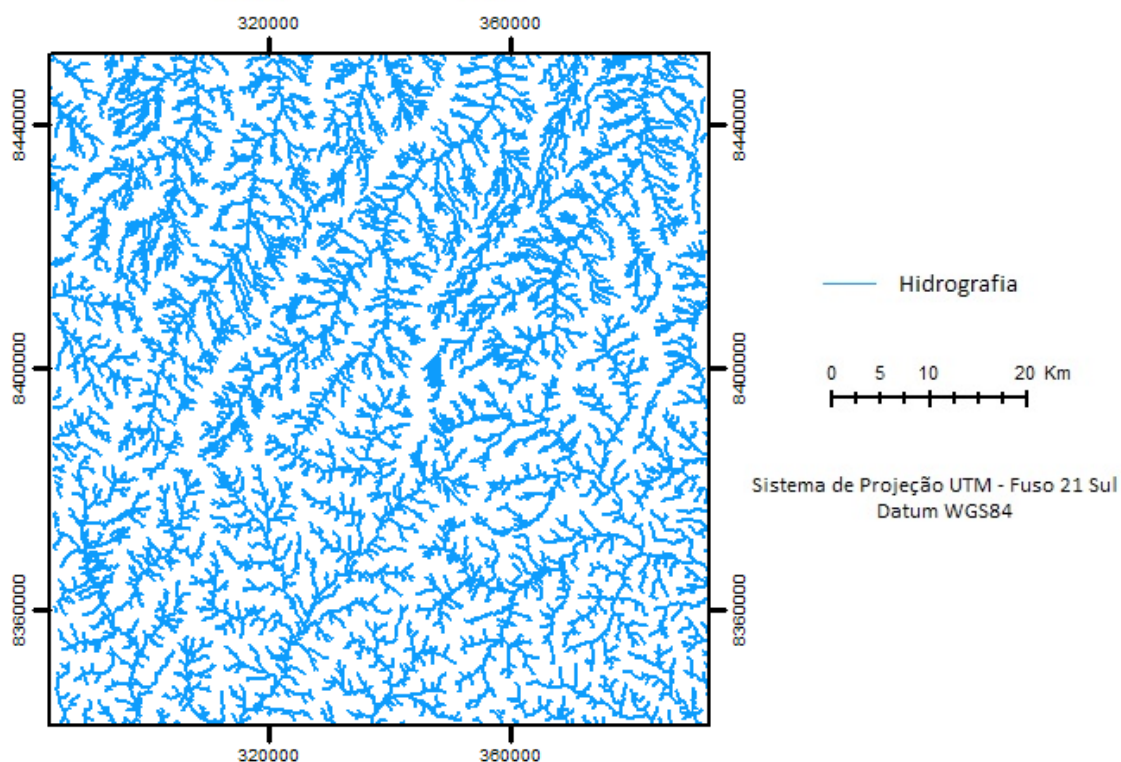 320000 360000
8440000 8440000
Hidrografia
8400000 8400000
0 5 10 20 Km
Sistema de Projeção UTM - Fuso 21 Sul
Datum WGS84
8360000 8360000
320000 360000